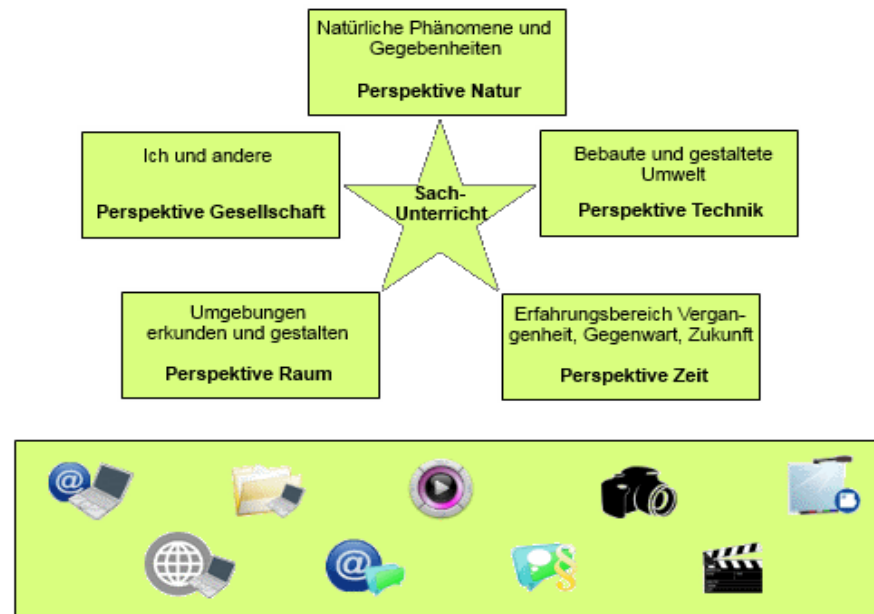 Natürliche Phänomene und
Gegebenheiten
Perspektive Natur
Ich und andere
Perspektive Gesellschaft
Sach-
Unterricht
Bebaute und gestaltete
Umwelt
Perspektive Technik
Umgebungen
erkunden und gestalten
Perspektive Raum
Erfahrungsbereich Vergan-
genheit, Gegenwart, Zukunft
Perspektive Zeit
@
@
§